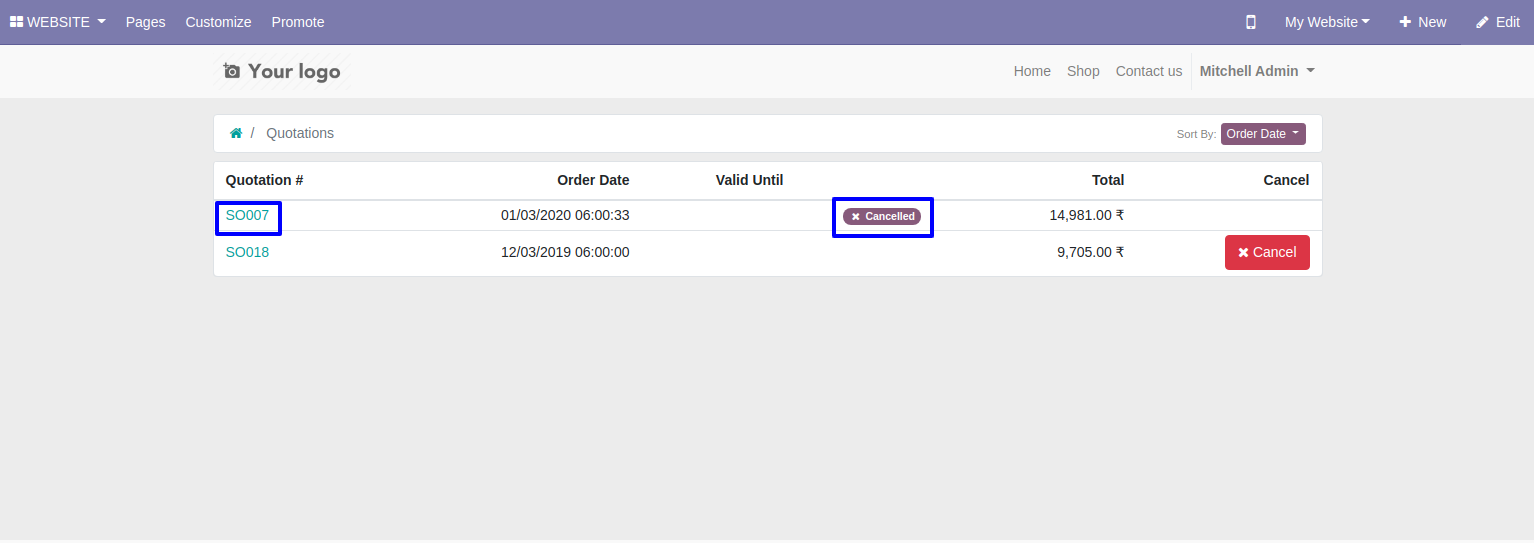 WEBSITE Pages Customize Promote My Website New Edit
Your logo Home Shop Contact us Mitchell Admin
/ Quotations Sort By: Order Date
Quotation # Order Date Valid Until Total Cancel
SO007 01/03/2020 06:00:33 Cancelled 14,981.00 ₹
SO018 12/03/2019 06:00:00 9,705.00 ₹ Cancel